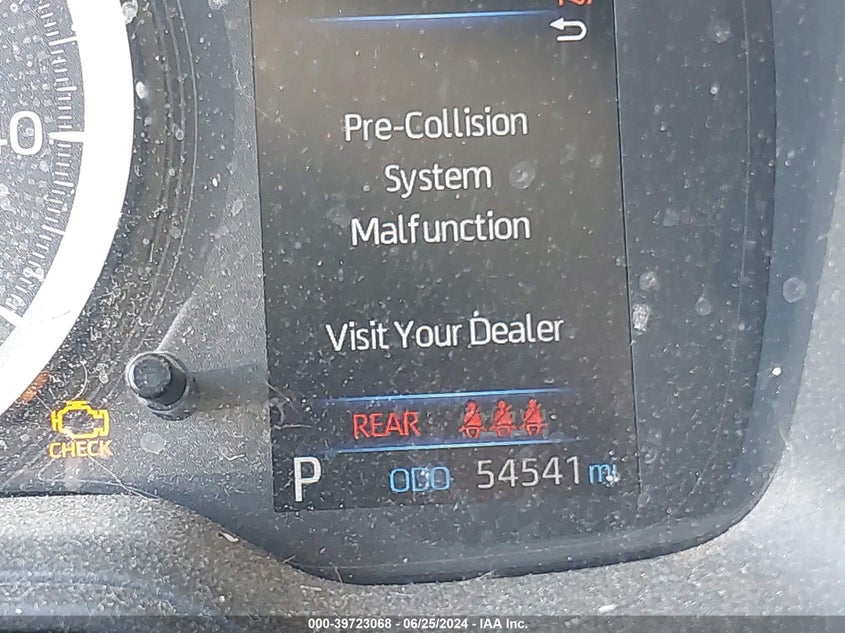 Pre-Collision
System
Malfunction
Visit Your Dealer
REAR
CHECK
P ODO 54541 mi
000-39723068 - 06/25/2024 - IAA Inc.